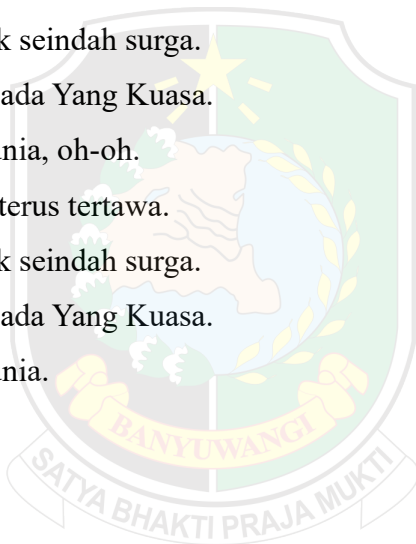 k seindah surga.
ada Yang Kuasa.
nia, oh-oh.
terus tertawa.
k seindah surga.
ada Yang Kuasa.
nia.
BANYUWANGI
SATYA BHAKTI PRAJA MUKTI